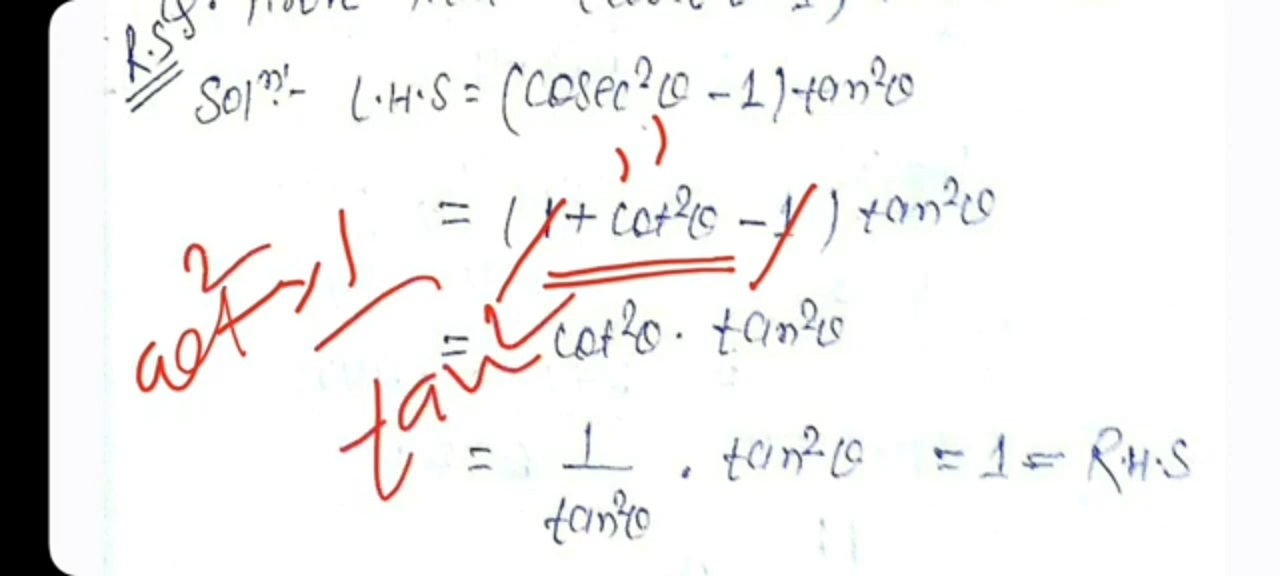 R.S
Solⁿ:- L.H.S = (cosec²θ - 1) tan²θ
= (1 + cot²θ - 1) tan²θ
= cot²θ . tan²θ
= 1/tan²θ . tan²θ = 1 = R.H.S
cot² → 1/tan²